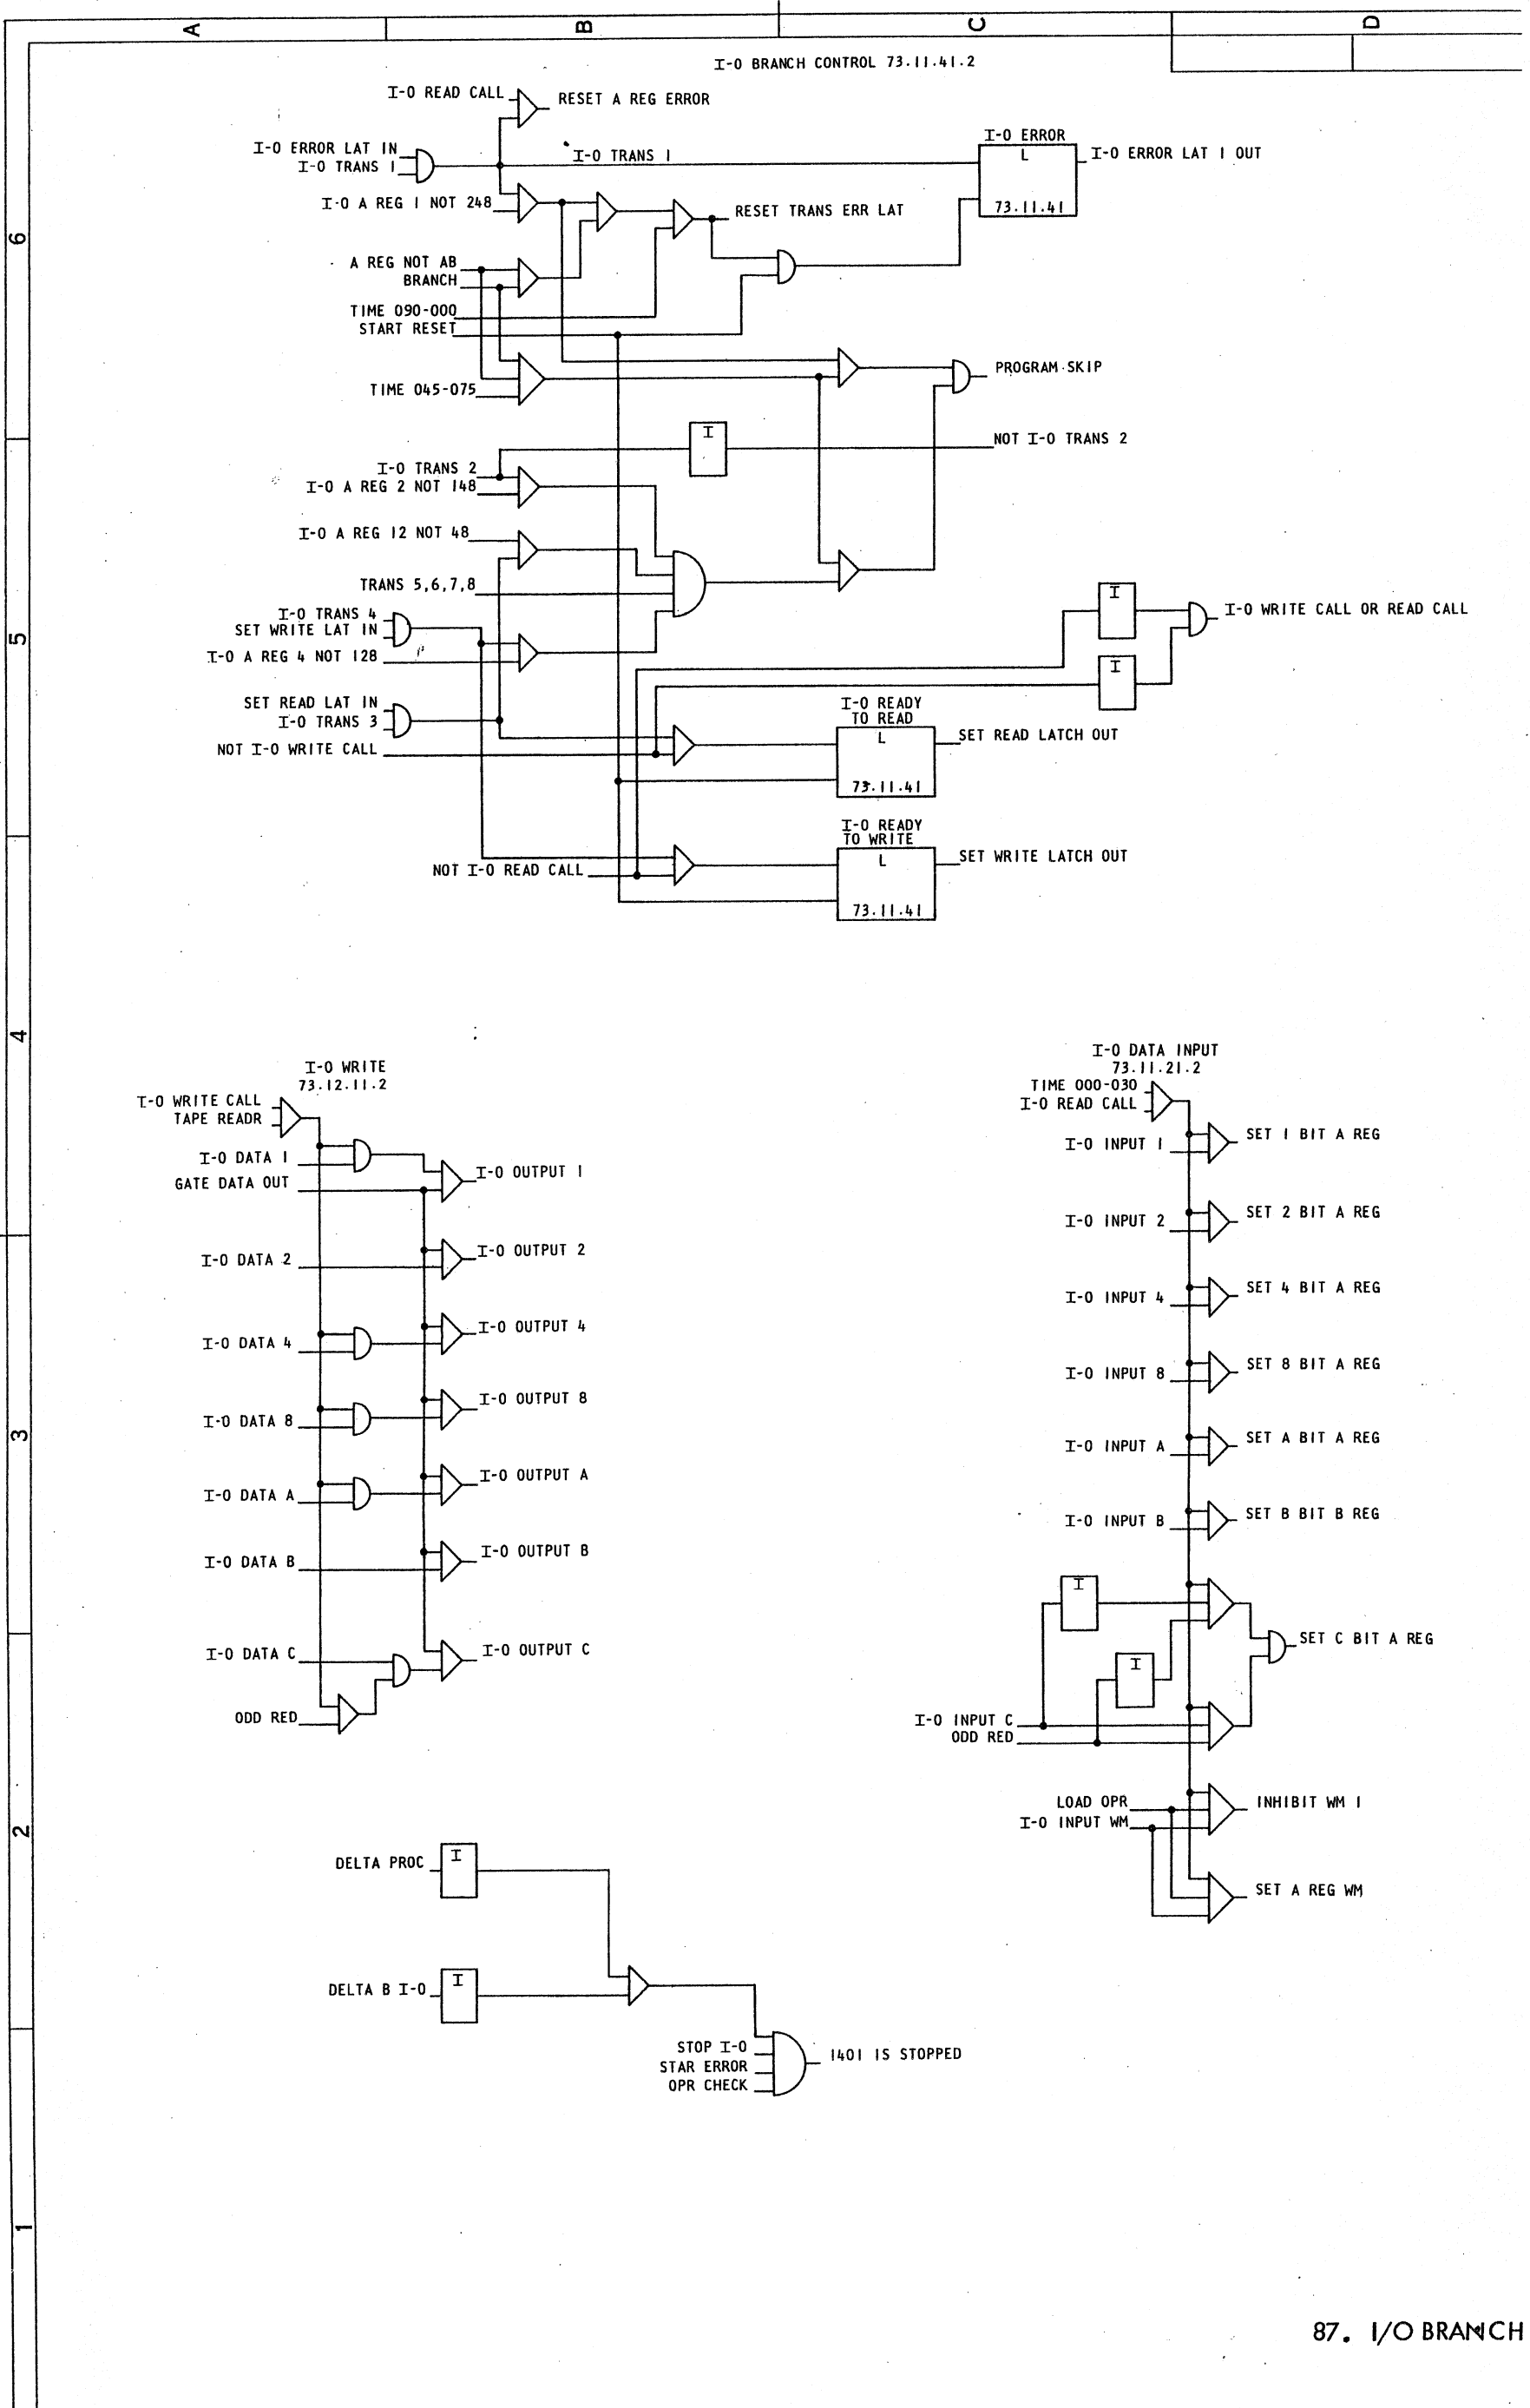 A
B
C
D
I-O BRANCH CONTROL 73.11.41.2
I-O READ CALL
RESET A REG ERROR
I-O ERROR LAT IN
I-O TRANS 1
I-O TRANS 1
I-O ERROR
L
73.11.41
I-O ERROR LAT 1 OUT
I-O A REG 1 NOT 248
RESET TRANS ERR LAT
6
A REG NOT AB
BRANCH
TIME 090-000
START RESET
TIME 045-075
PROGRAM SKIP
I
NOT I-O TRANS 2
I-O TRANS 2
I-O A REG 2 NOT 148
I-O A REG 12 NOT 48
TRANS 5,6,7,8
I-O TRANS 4
SET WRITE LAT IN
I-O A REG 4 NOT 128
5
I
I
I-O WRITE CALL OR READ CALL
SET READ LAT IN
I-O TRANS 3
NOT I-O WRITE CALL
I-O READY
TO READ
L
73.11.41
SET READ LATCH OUT
I-O READY
TO WRITE
L
73.11.41
SET WRITE LATCH OUT
NOT I-O READ CALL
4
I-O WRITE
73.12.11.2
I-O WRITE CALL
TAPE READR
I-O DATA 1
GATE DATA OUT
I-O OUTPUT 1
I-O DATA 2
I-O OUTPUT 2
I-O DATA 4
I-O OUTPUT 4
I-O DATA 8
I-O OUTPUT 8
I-O DATA A
I-O OUTPUT A
I-O DATA B
I-O OUTPUT B
I-O DATA C
I-O OUTPUT C
ODD RED
3
I-O DATA INPUT
73.11.21.2
TIME 000-030
I-O READ CALL
I-O INPUT 1
SET 1 BIT A REG
I-O INPUT 2
SET 2 BIT A REG
I-O INPUT 4
SET 4 BIT A REG
I-O INPUT 8
SET 8 BIT A REG
I-O INPUT A
SET A BIT A REG
I-O INPUT B
SET B BIT B REG
I
I
SET C BIT A REG
I-O INPUT C
ODD RED
LOAD OPR
I-O INPUT WM
INHIBIT WM 1
SET A REG WM
2
DELTA PROC
I
DELTA B I-O
I
STOP I-O
STAR ERROR
OPR CHECK
1401 IS STOPPED
1
87. I/O BRANCH